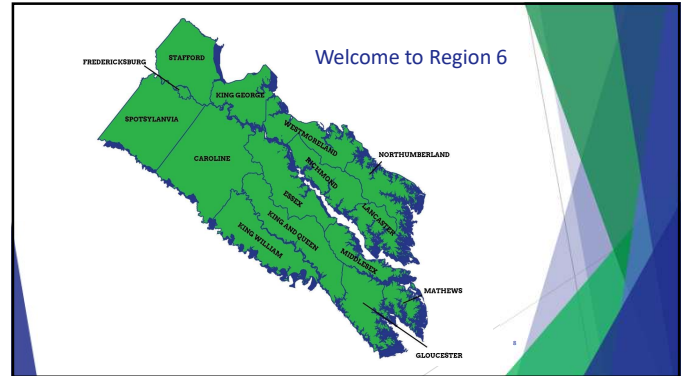 Welcome to Region 6
STAFFORD
FREDERICKSBURG
KING GEORGE
SPOTSYLVANIA
WESTMORELAND
NORTHUMBERLAND
CAROLINE
RICHMOND
ESSEX
LANCASTER
KING AND QUEEN
KING WILLIAM
MIDDLESEX
MATHEWS
GLOUCESTER
8